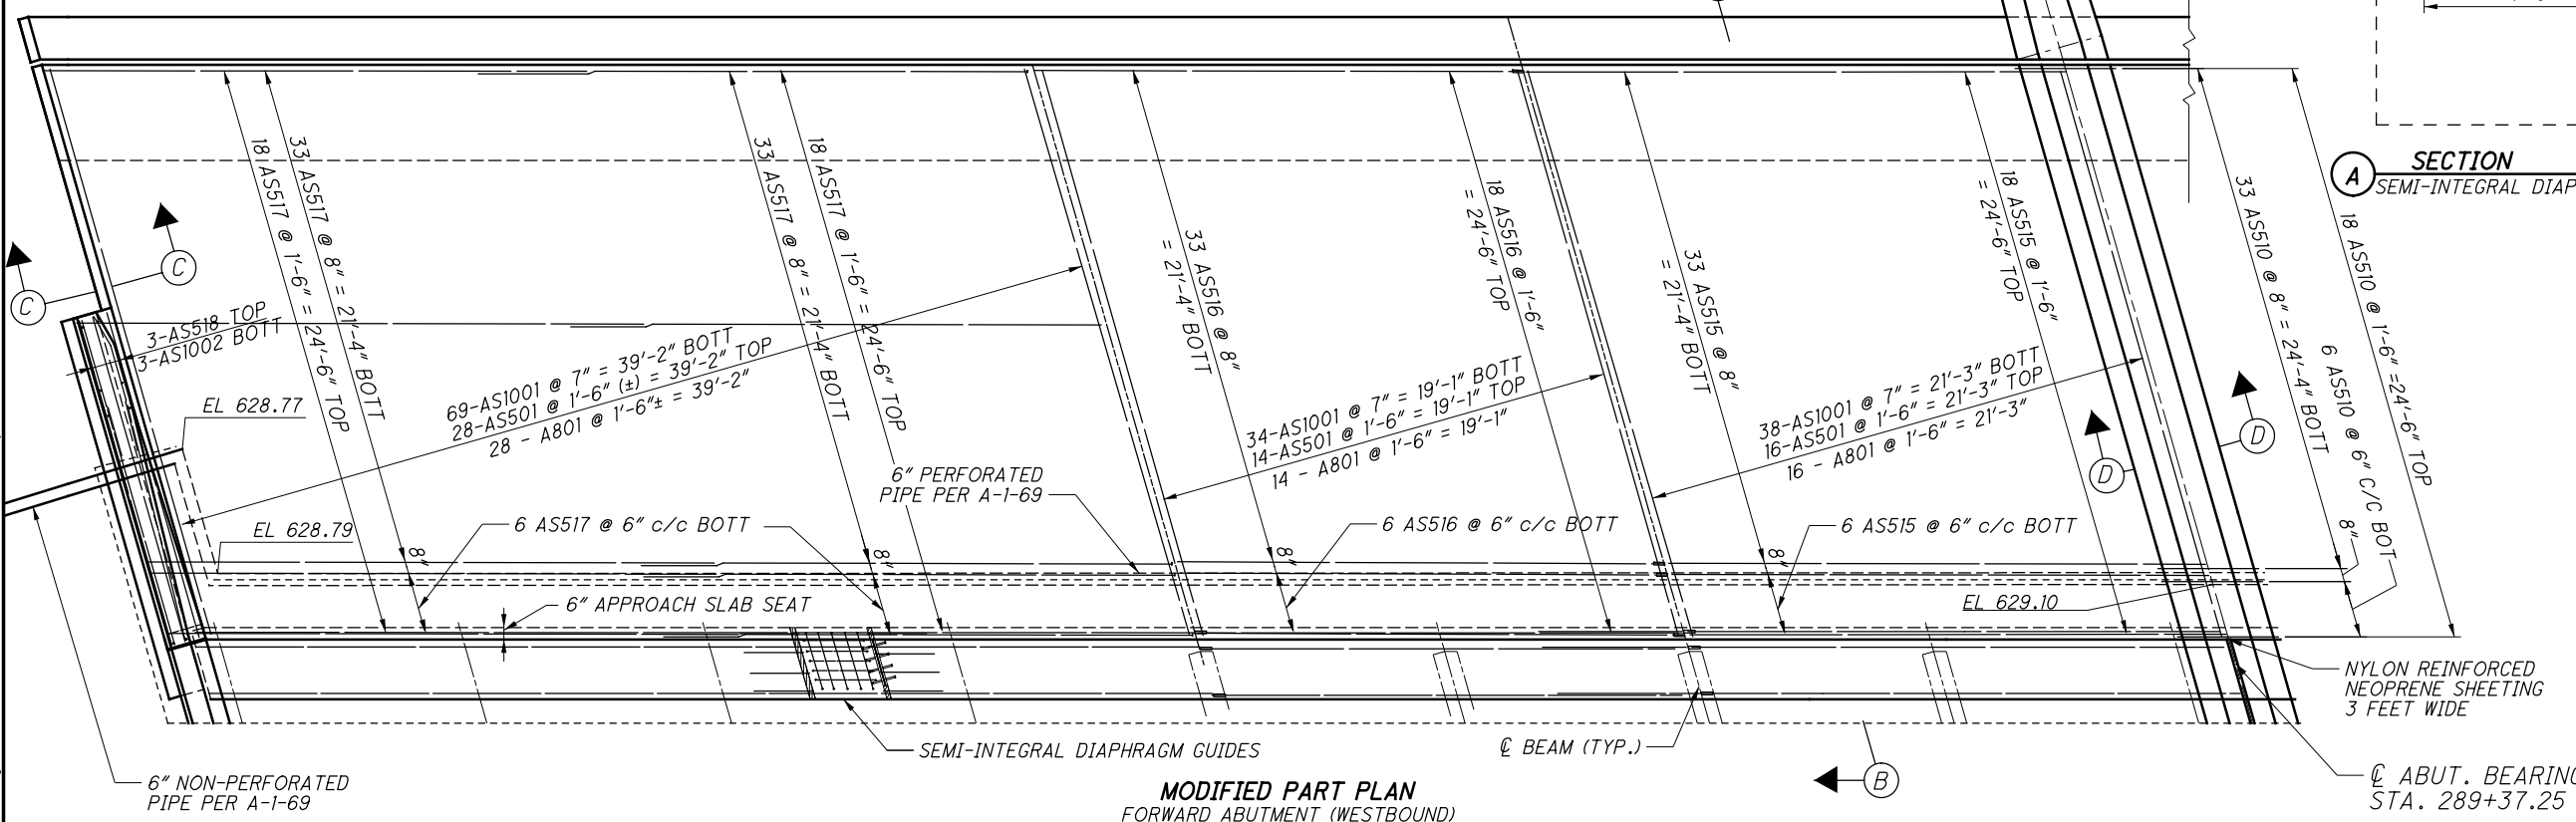 18 AS517 @ 1'-6" = 24'-6" TOP
33 AS517 @ 8" = 21'-4" BOTT
33 AS517 @ 8" = 21'-4" BOTT
18 AS517 @ 1'-6" = 24'-6" TOP
33 AS516 @ 8"
= 21'-4" BOTT
18 AS516 @ 1'-6"
= 24'-6" TOP
33 AS515 @ 8"
= 21'-4" BOTT
18 AS515 @ 1'-6"
= 24'-6" TOP
33 AS510 @ 8" = 24'-4" BOTT
18 AS510 @ 1'-6" =24'-6" TOP
6 AS510 @ 6" C/C BOT
8"
A
SECTION
SEMI-INTEGRAL DIAP
C
C
3-AS518 TOP
3-AS1002 BOTT
EL 628.77
69-AS1001 @ 7" = 39'-2" BOTT
28-AS501 @ 1'-6" (±) = 39'-2" TOP
28 - A801 @ 1'-6"± = 39'-2"
34-AS1001 @ 7" = 19'-1" BOTT
14-AS501 @ 1'-6" = 19'-1" TOP
14 - A801 @ 1'-6" = 19'-1"
38-AS1001 @ 7" = 21'-3" BOTT
16-AS501 @ 1'-6" = 21'-3" TOP
16 - A801 @ 1'-6" = 21'-3"
D
D
6" PERFORATED
PIPE PER A-1-69
EL 628.79
6 AS517 @ 6" c/c BOTT
6 AS516 @ 6" c/c BOTT
6 AS515 @ 6" c/c BOTT
8"
8"
8"
8"
6" APPROACH SLAB SEAT
EL 629.10
NYLON REINFORCED
NEOPRENE SHEETING
3 FEET WIDE
SEMI-INTEGRAL DIAPHRAGM GUIDES
℄ BEAM (TYP.)
6" NON-PERFORATED
PIPE PER A-1-69
B
℄ ABUT. BEARING
STA. 289+37.25
MODIFIED PART PLAN
FORWARD ABUTMENT (WESTBOUND)